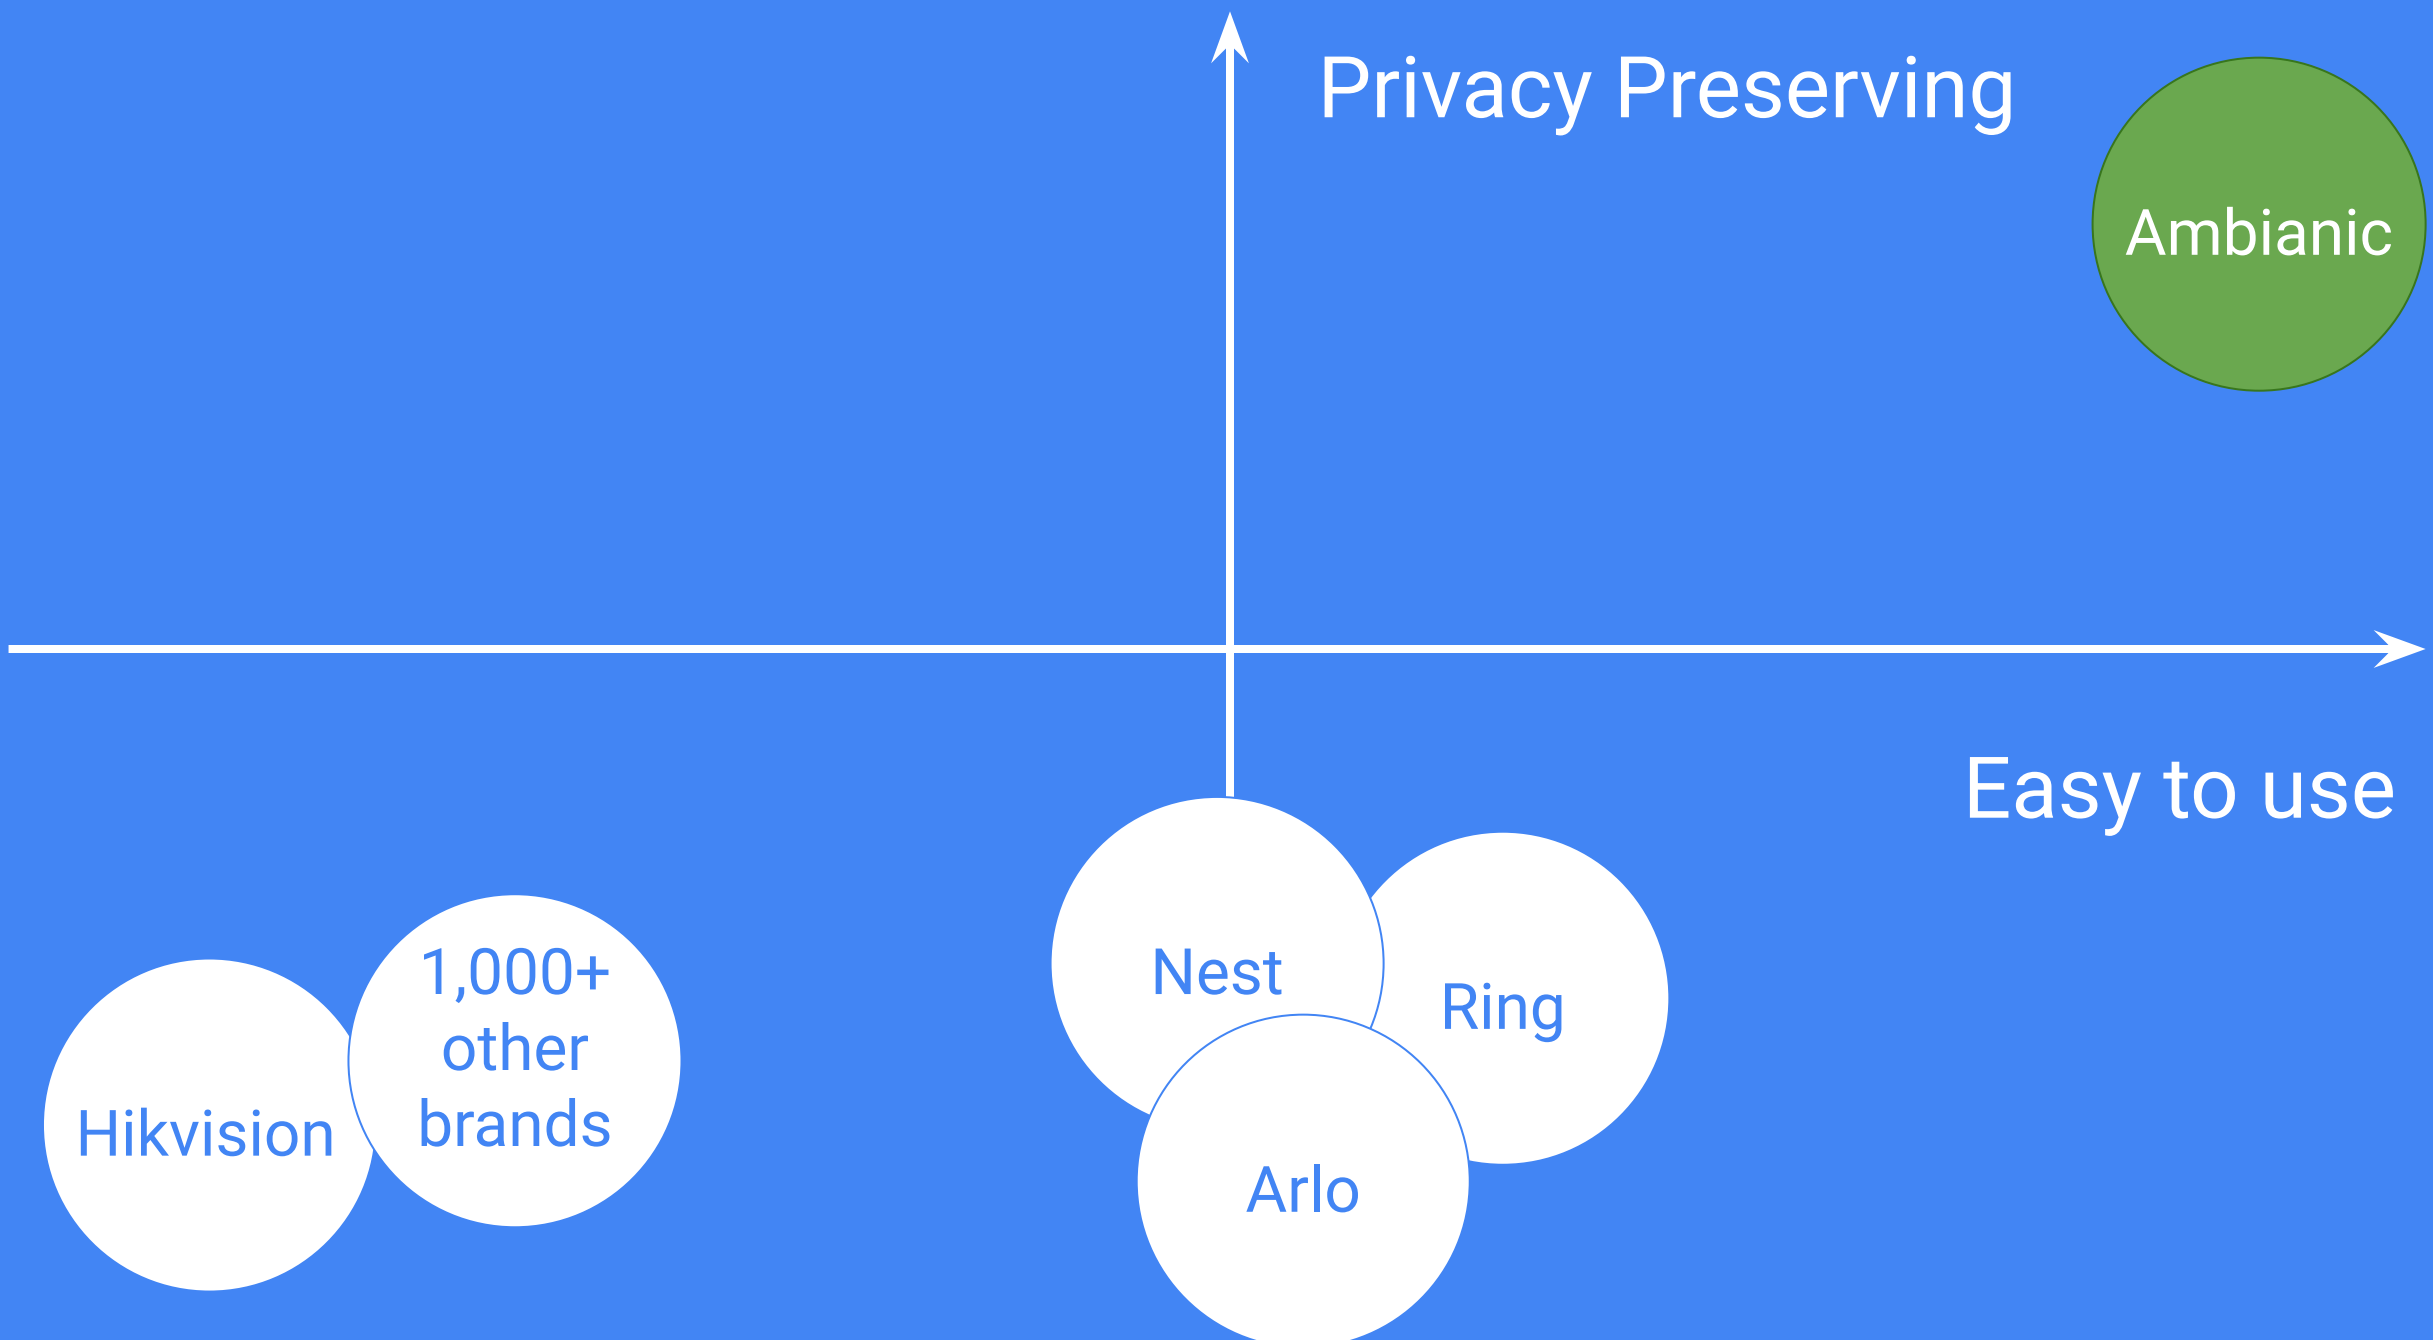 Privacy Preserving
Ambianic
Easy to use
Nest
Ring
Arlo
1,000+
other
brands
Hikvision